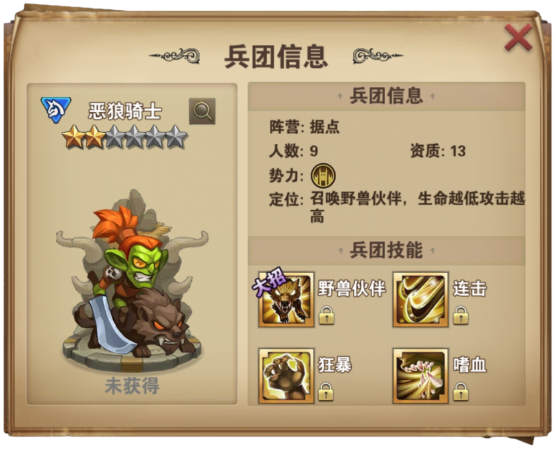 兵团信息
恶狼骑士
未获得
兵团信息
阵营: 据点
人数: 9 资质: 13
势力:
定位: 召唤野兽伙伴，生命越低攻击越
高
兵团技能
大招 野兽伙伴 连击
狂暴 嗜血